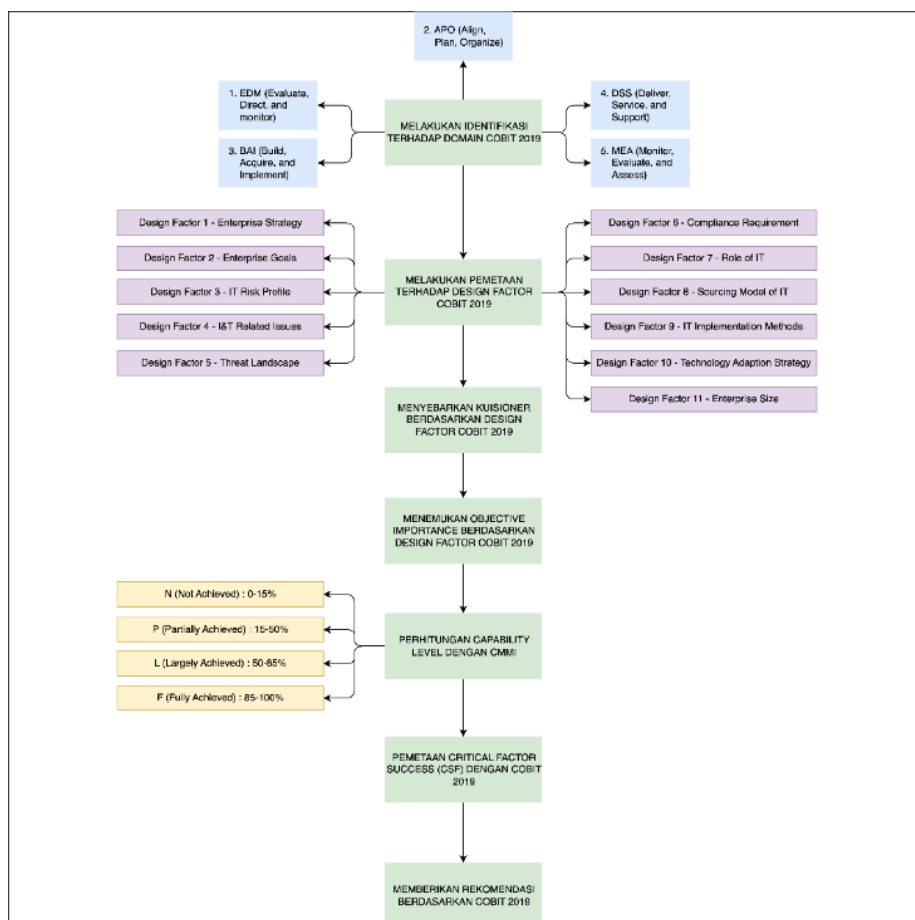 2. APO (Align,
Plan, Organize)
1. EDM (Evaluate,
Direct, and
monitor)
3. BAI (Build,
Acquire, and
Implement)
MELAKUKAN IDENTIFIKASI
TERHADAP DOMAIN COBIT 2019
4. DSS (Deliver,
Service, and
Support)
5. MEA (Monitor,
Evaluate, and
Assess)
Design Factor 1 - Enterprise Strategy
Design Factor 2 - Enterprise Goals
Design Factor 3 - IT Risk Profile
Design Factor 4 - I&T Related Issues
Design Factor 5 - Threat Landscape
MELAKUKAN PEMETAAN
TERHADAP DESIGN FACTOR
COBIT 2019
Design Factor 6 - Compliance Requirement
Design Factor 7 - Role of IT
Design Factor 8 - Sourcing Model of IT
Design Factor 9 - IT Implementation Methods
Design Factor 10 - Technology Adaption Strategy
Design Factor 11 - Enterprise Size
MENYEBARKAN KUISIONER
BERDASARKAN DESIGN
FACTOR COBIT 2019
MENEMUKAN OBJECTIVE
IMPORTANCE BERDASARKAN
DESIGN FACTOR COBIT 2019
N (Not Achieved) : 0-15%
P (Partially Achieved) : 15-50%
L (Largely Achieved) : 50-85%
F (Fully Achieved) : 85-100%
PERHITUNGAN CAPABILITY
LEVEL DENGAN CMMI
PEMETAAN CRITICAL FACTOR
SUCCESS (CSF) DENGAN COBIT
2019
MEMBERIKAN REKOMENDASI
BERDASARKAN COBIT 2019